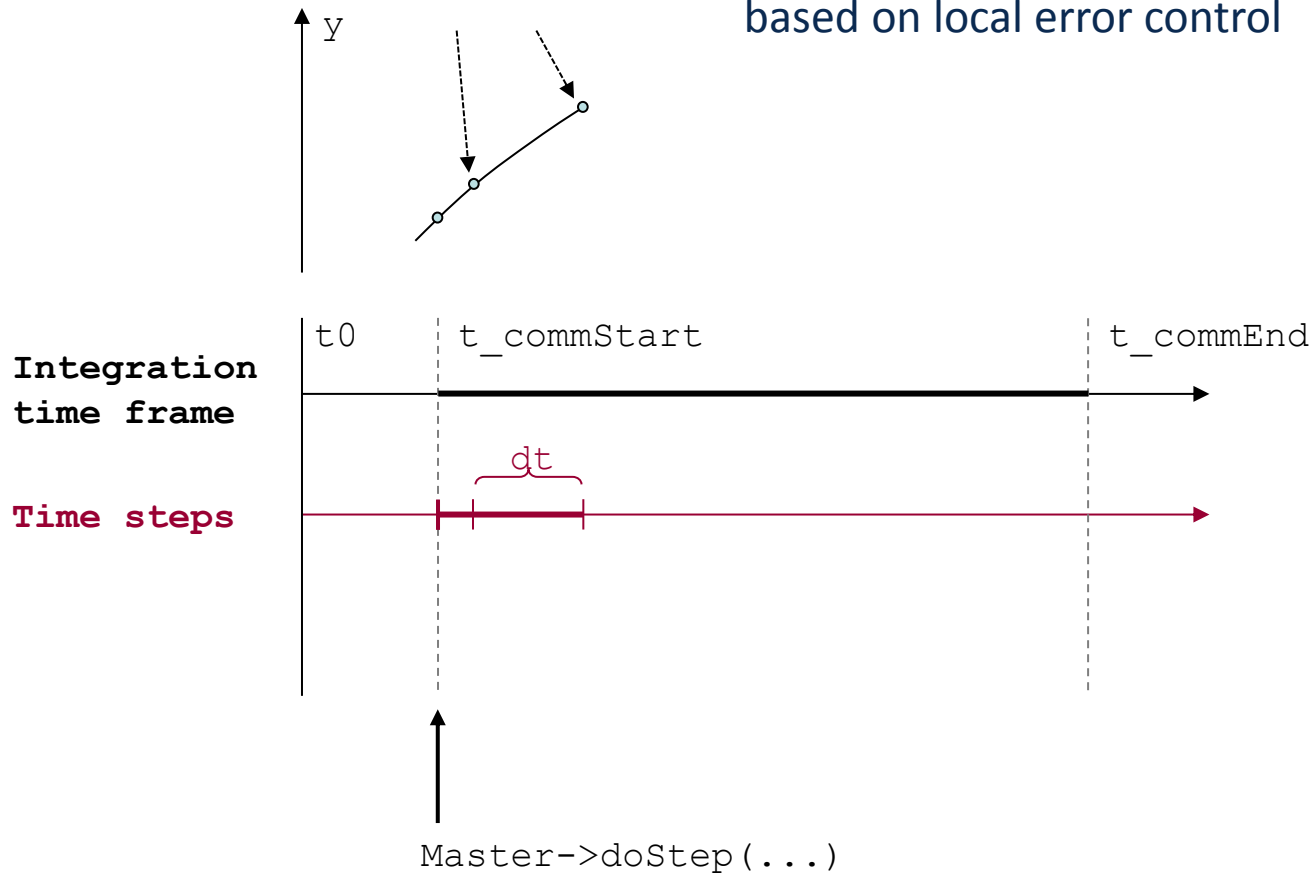 based on local error control
y
t0
t_commStart
t_commEnd
Integration
time frame
dt
Time steps
Master->doStep(...)